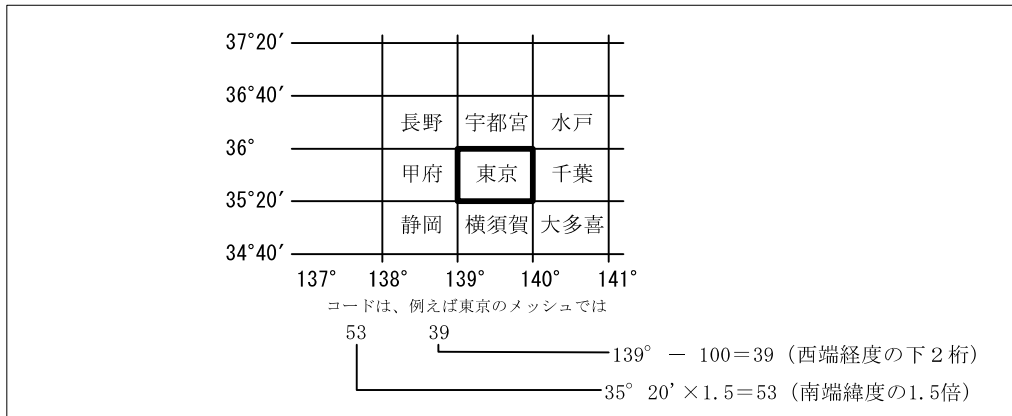 37°20′
36°40′
長野 宇都宮 水戸
36°
甲府 東京 千葉
35°20′
静岡 横須賀 大多喜
34°40′
137° 138° 139° 140° 141°
コードは、例えば東京のメッシュでは
53 39
139° － 100＝39（西端経度の下２桁）
35° 20'×1.5＝53（南端緯度の1.5倍）